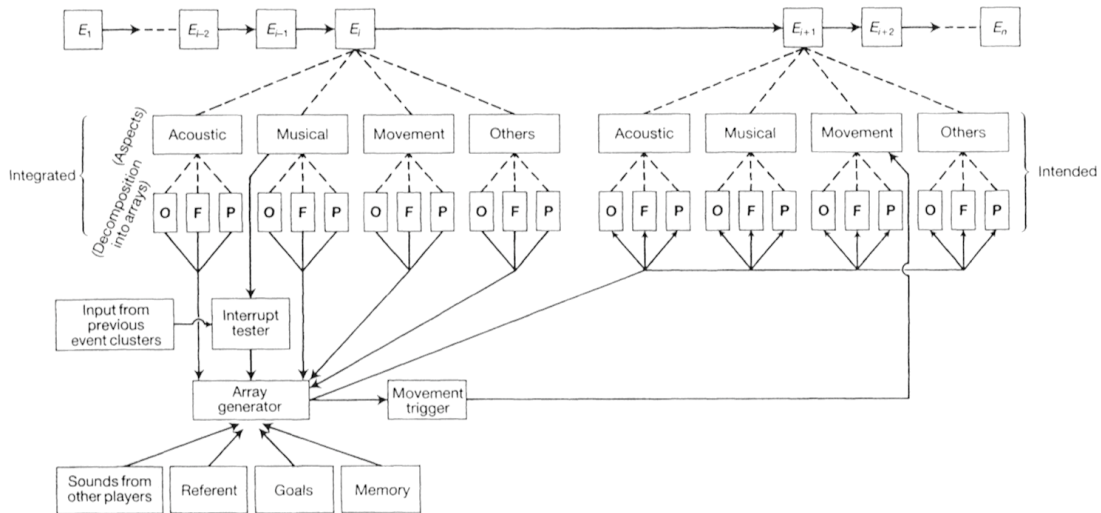 E1 Ei–2 Ei–1 Ei Ei+1 Ei+2 En
Integrated
(Aspects)
(Decomposition
into arrays)
Acoustic Musical Movement Others Acoustic Musical Movement Others
Intended
O F P O F P O F P O F P O F P O F P O F P O F P
Input from
previous
event clusters
Interrupt
tester
Array
generator
Movement
trigger
Sounds from
other players
Referent
Goals
Memory